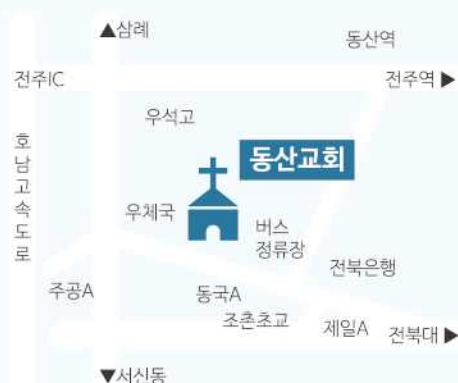 ▲삼례
동산역
전주IC
전주역 ▶
우석고
호남고속도로
동산교회
우체국
버스
정류장
전북은행
주공A
동국A
조촌초교
제일A
전북대 ▶
▼서신동